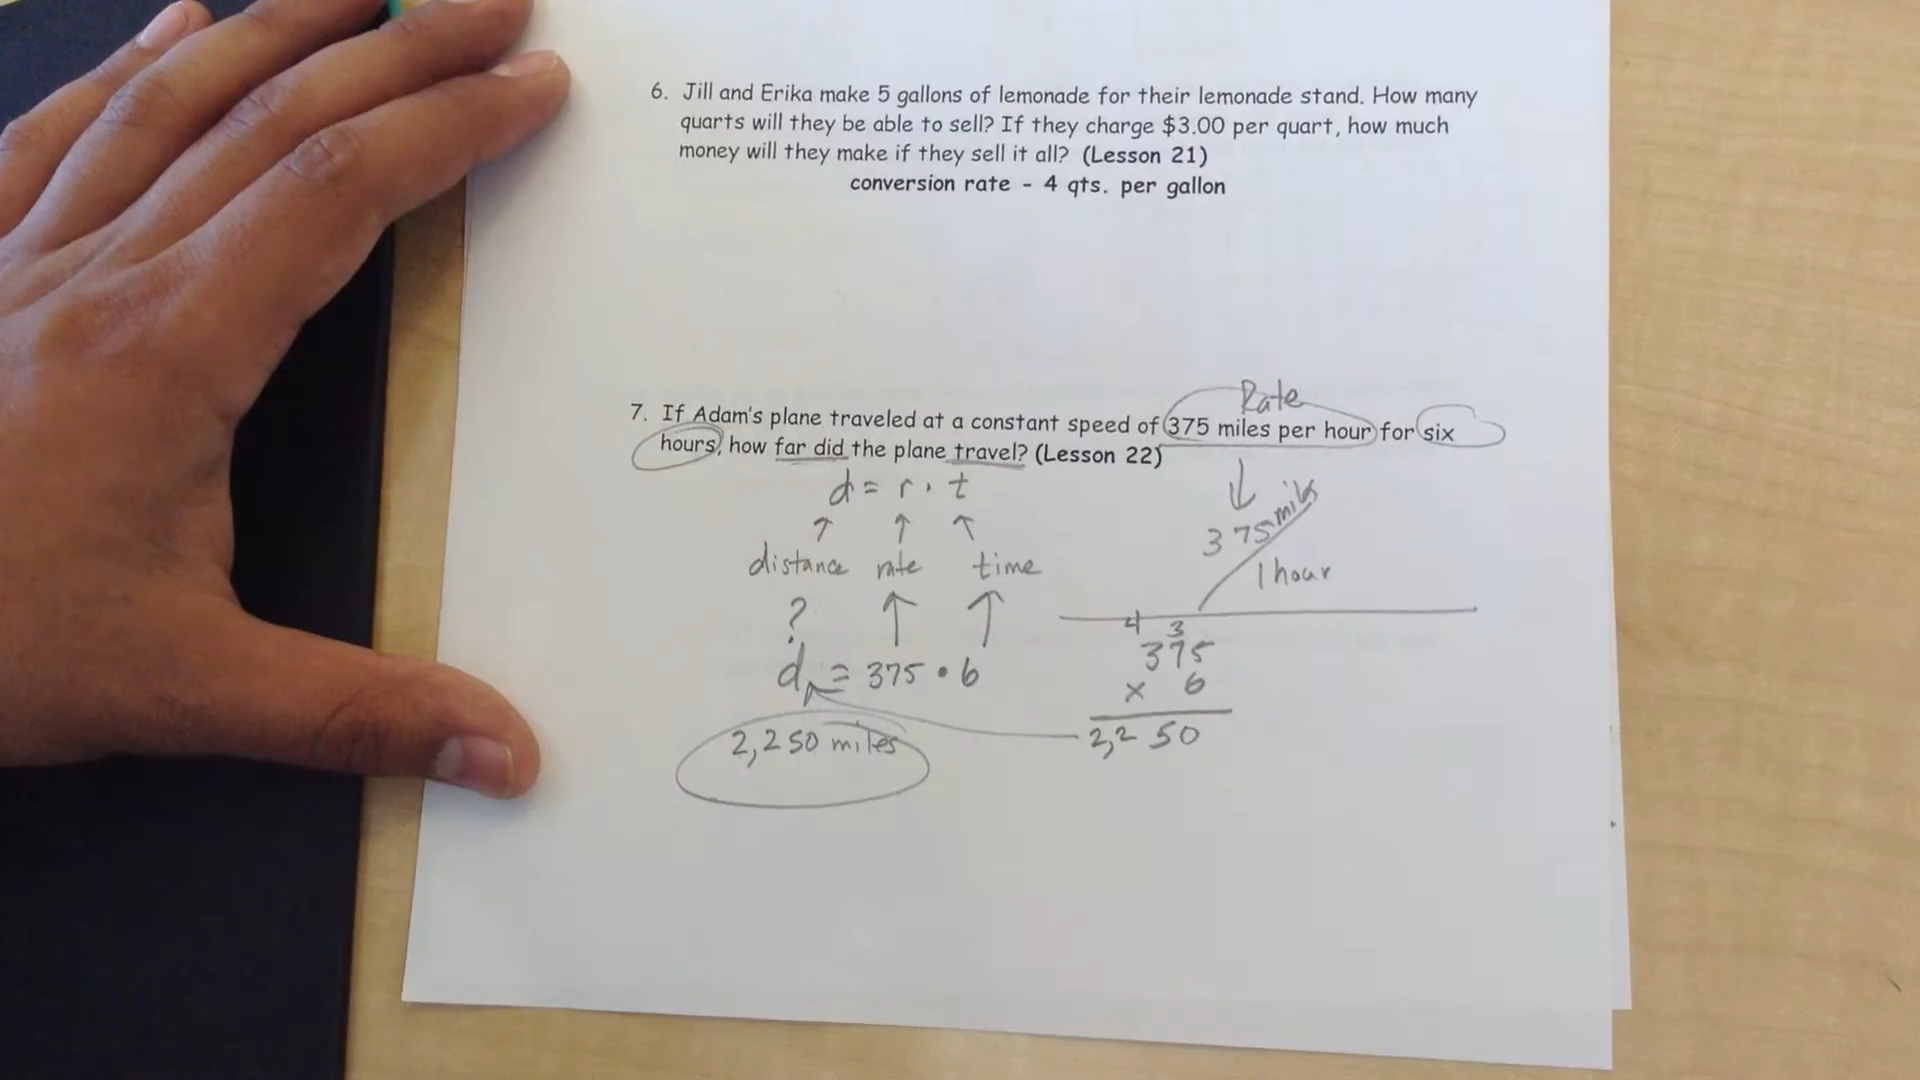 6. Jill and Erika make 5 gallons of lemonade for their lemonade stand. How many
quarts will they be able to sell? If they charge $3.00 per quart, how much
money will they make if they sell it all? (Lesson 21)
conversion rate - 4 qts. per gallon
Rate
7. If Adam's plane traveled at a constant speed of 375 miles per hour for six
hours, how far did the plane travel? (Lesson 22)
d = r · t
375 miles
1 hour
distance rate time
?
d = 375 · 6
4 3
375
x 6
2,250
2,250 miles